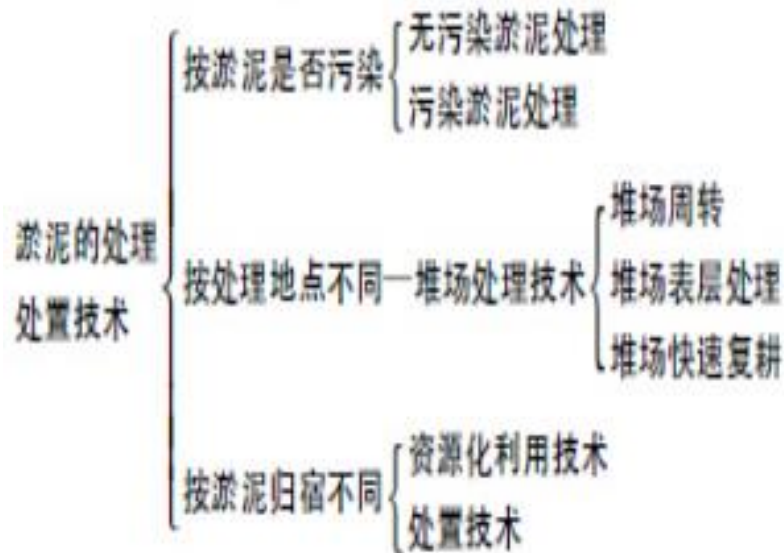 淤泥的处理
处置技术
按淤泥是否污染
无污染淤泥处理
污染淤泥处理
按处理地点不同—堆场处理技术
堆场周转
堆场表层处理
堆场快速复耕
按淤泥归宿不同
资源化利用技术
处置技术